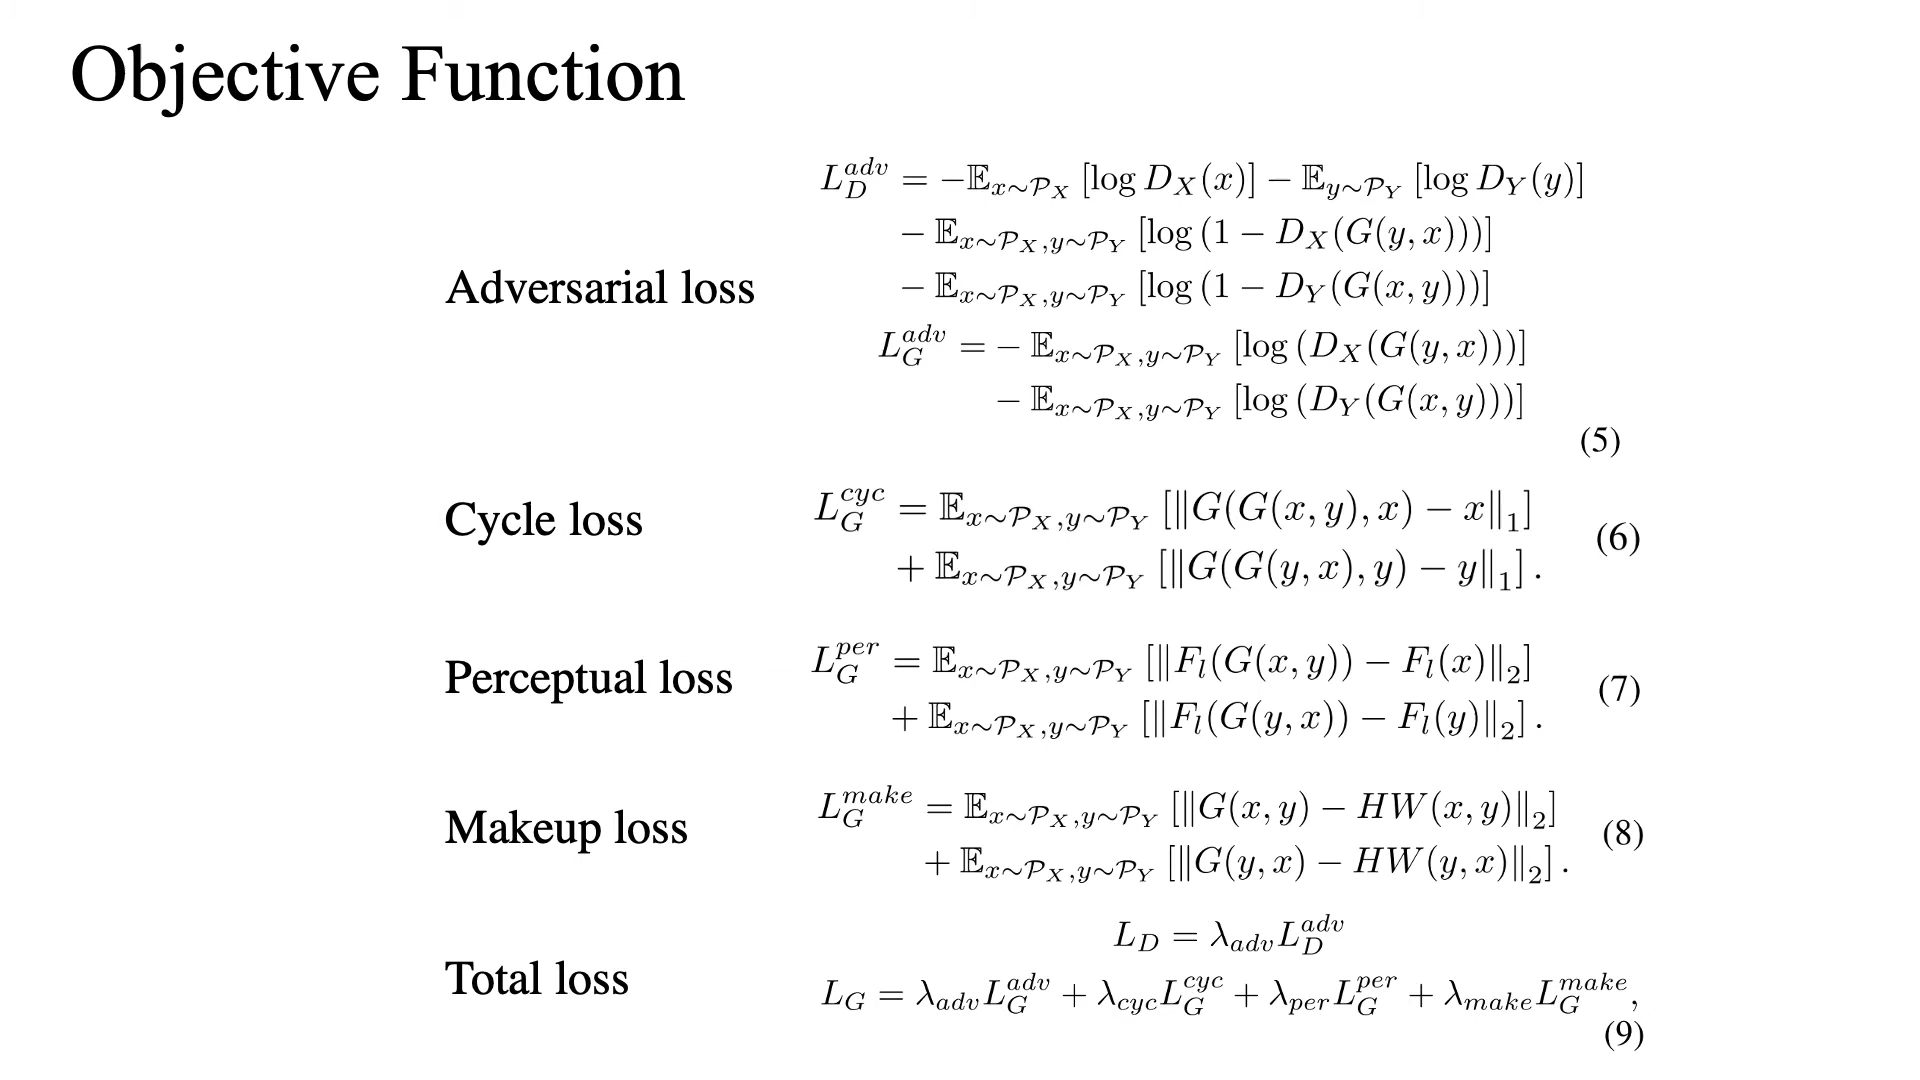 Objective Function
Adversarial loss
L_D^{adv} = −𝔼_{x∼𝒫_X} [log D_X(x)] − 𝔼_{y∼𝒫_Y} [log D_Y(y)]
− 𝔼_{x∼𝒫_X,y∼𝒫_Y} [log (1 − D_X(G(y, x)))]
− 𝔼_{x∼𝒫_X,y∼𝒫_Y} [log (1 − D_Y(G(x, y)))]
L_G^{adv} = − 𝔼_{x∼𝒫_X,y∼𝒫_Y} [log (D_X(G(y, x)))]
− 𝔼_{x∼𝒫_X,y∼𝒫_Y} [log (D_Y(G(x, y)))]
(5)
Cycle loss
L_G^{cyc} = 𝔼_{x∼𝒫_X,y∼𝒫_Y} [‖G(G(x, y), x) − x‖_1]
+ 𝔼_{x∼𝒫_X,y∼𝒫_Y} [‖G(G(y, x), y) − y‖_1] .
(6)
Perceptual loss
L_G^{per} = 𝔼_{x∼𝒫_X,y∼𝒫_Y} [‖F_l(G(x, y)) − F_l(x)‖_2]
+ 𝔼_{x∼𝒫_X,y∼𝒫_Y} [‖F_l(G(y, x)) − F_l(y)‖_2] .
(7)
Makeup loss
L_G^{make} = 𝔼_{x∼𝒫_X,y∼𝒫_Y} [‖G(x, y) − HW(x, y)‖_2]
+ 𝔼_{x∼𝒫_X,y∼𝒫_Y} [‖G(y, x) − HW(y, x)‖_2] .
(8)
Total loss
L_D = λ_{adv}L_D^{adv}
L_G = λ_{adv}L_G^{adv} + λ_{cyc}L_G^{cyc} + λ_{per}L_G^{per} + λ_{make}L_G^{make},
(9)